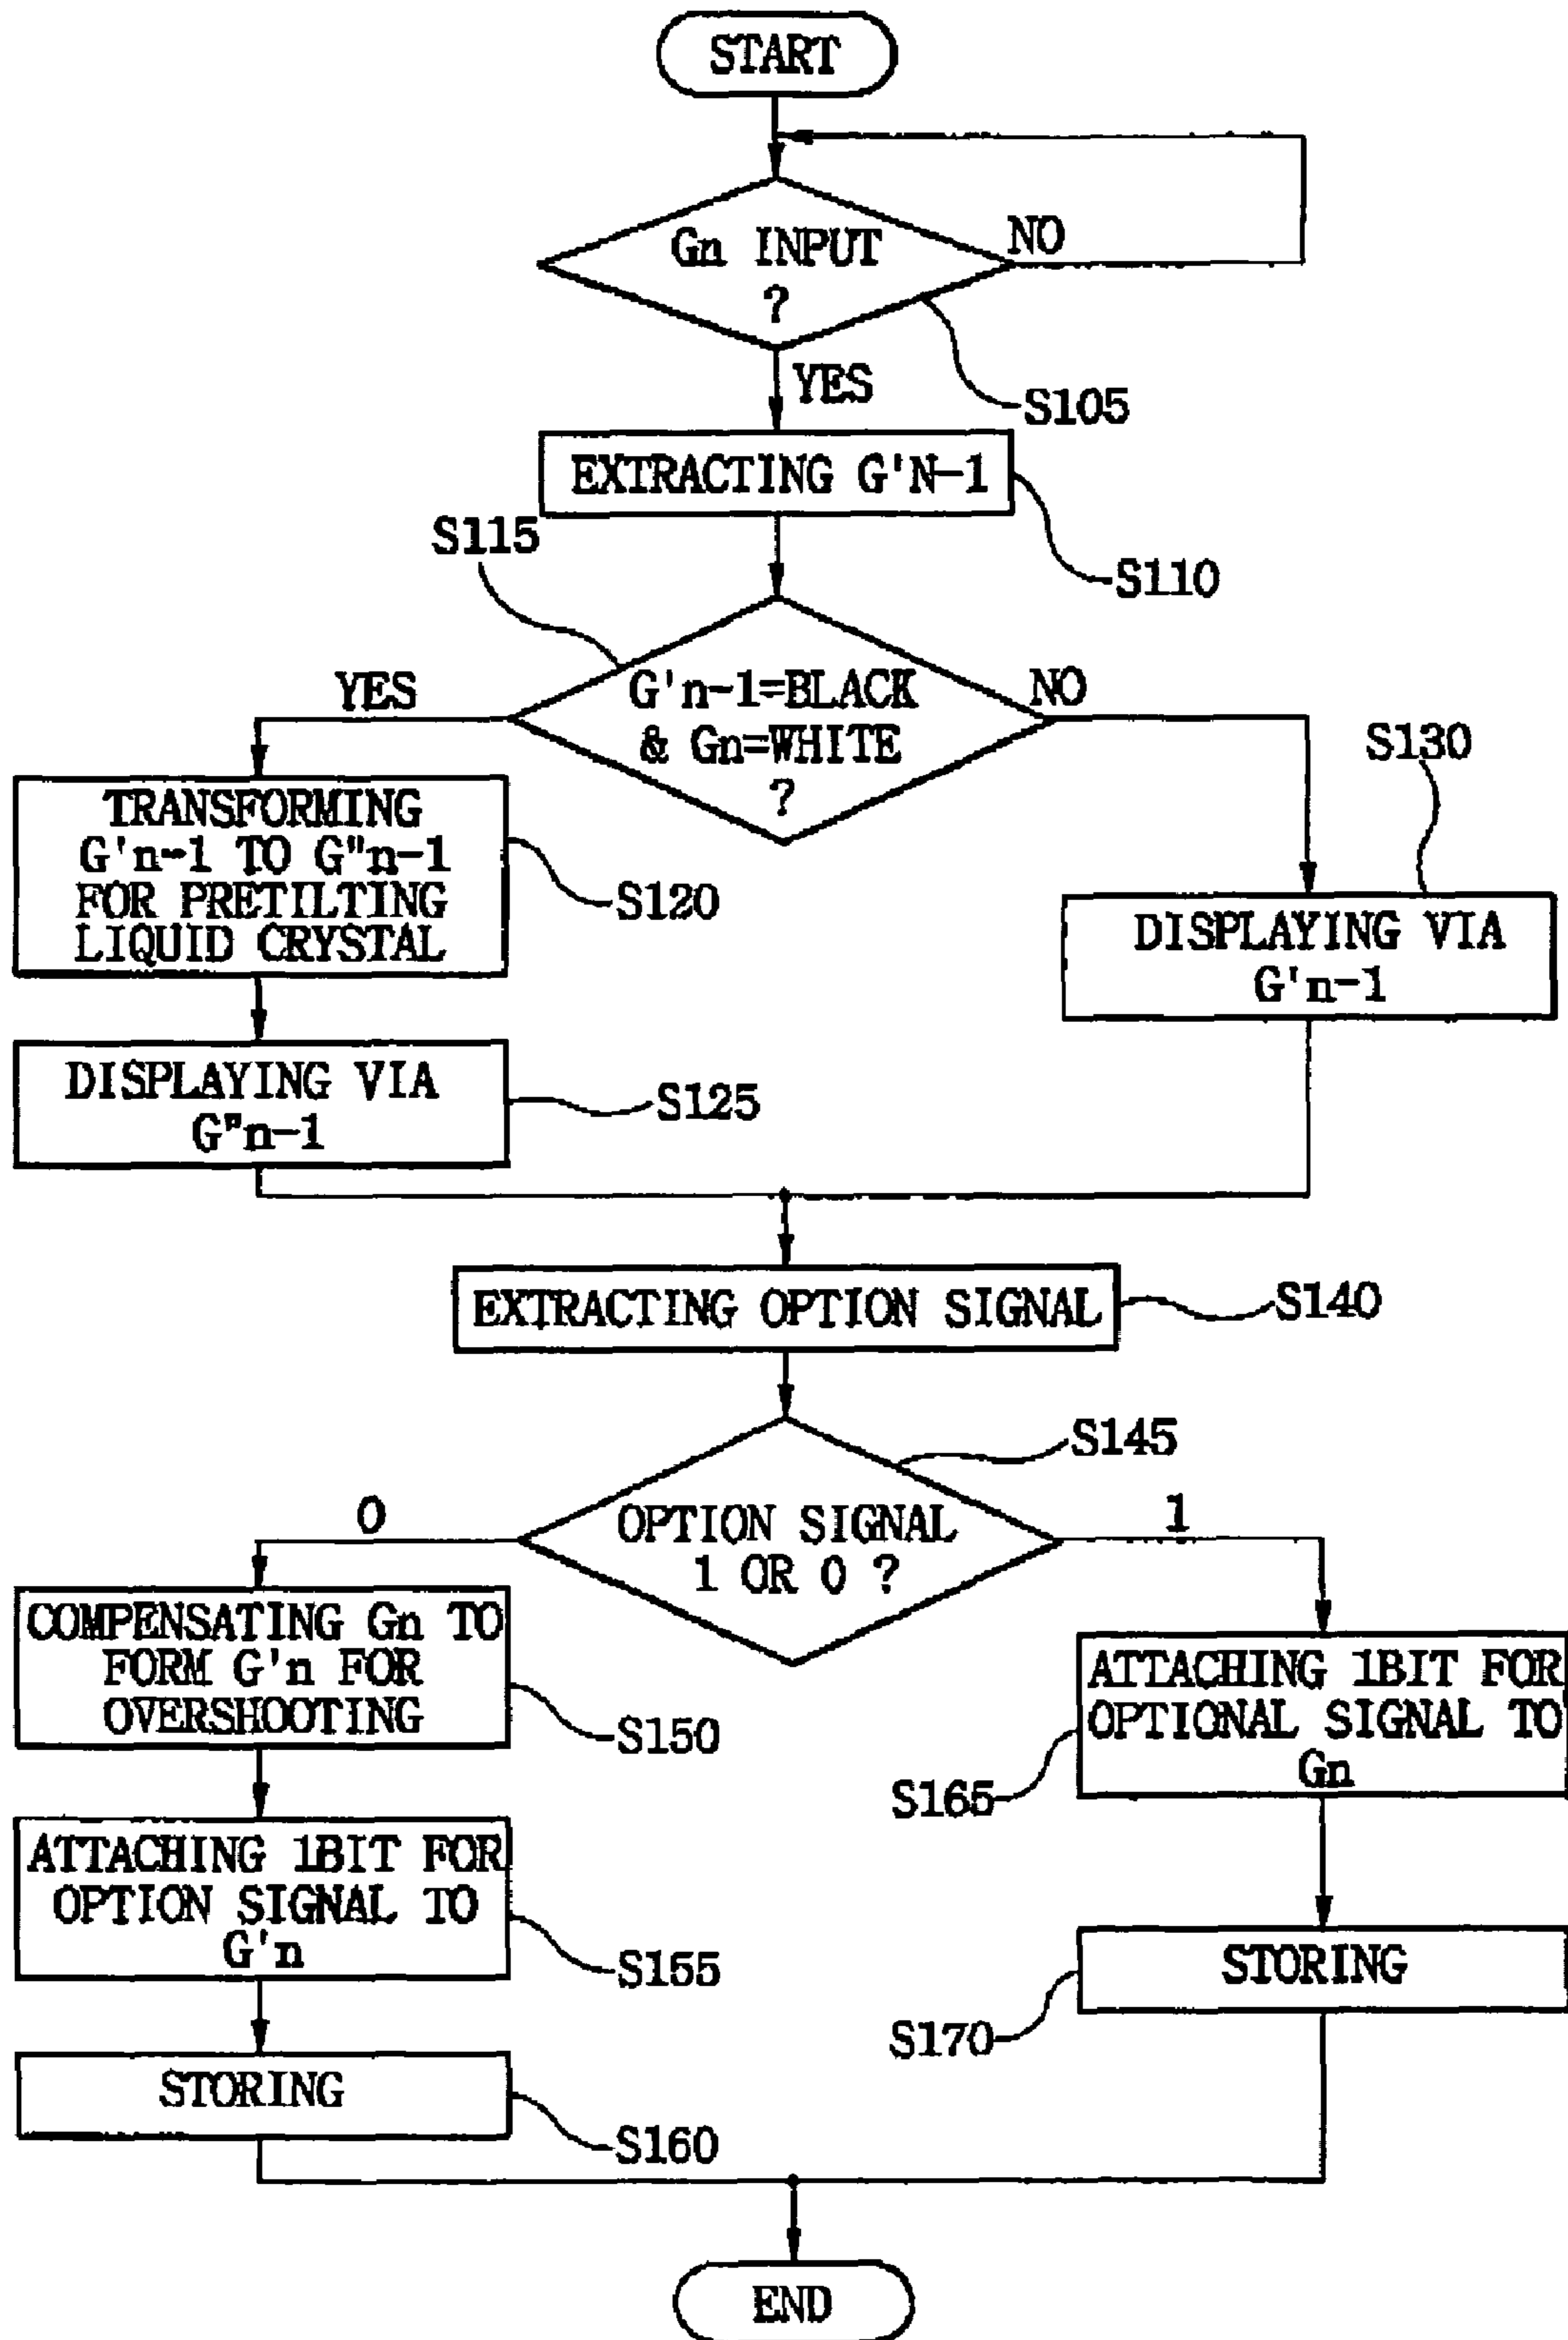 START
Gn INPUT
?
NO
YES
S105
EXTRACTING G'N-1
S110
S115
G'n-1=BLACK
& Gn=WHITE
?
YES
NO
TRANSFORMING
G'n-1 TO G"n-1
FOR PRETILTING
LIQUID CRYSTAL
S120
S130
DISPLAYING VIA
G'n-1
DISPLAYING VIA
G"n-1
S125
EXTRACTING OPTION SIGNAL
S140
S145
OPTION SIGNAL
1 OR 0 ?
0
1
COMPENSATING Gn TO
FORM G'n FOR
OVERSHOOTING
S150
ATTACHING 1BIT FOR
OPTIONAL SIGNAL TO
Gn
S165
ATTACHING 1BIT FOR
OPTION SIGNAL TO
G'n
S155
STORING
S170
STORING
S160
END